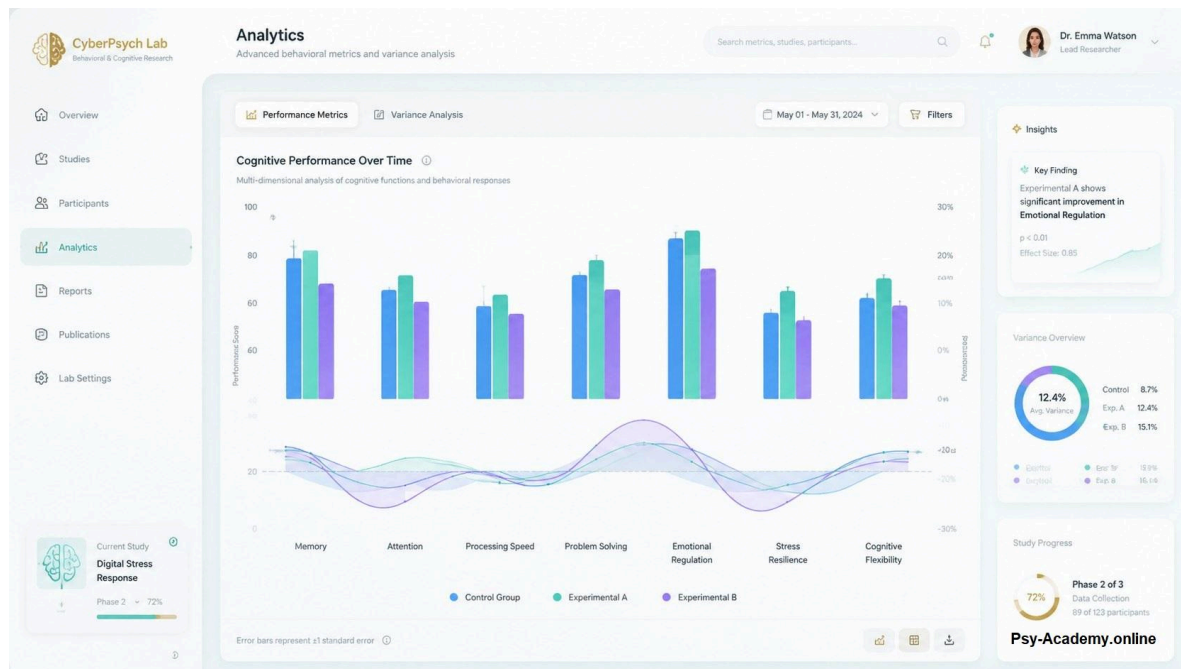 CyberPsych Lab
Behavioral & Cognitive Research
Overview
Studies
Participants
Analytics
Reports
Publications
Lab Settings
Current Study
Digital Stress
Response
Phase 2
72%
Analytics
Advanced behavioral metrics and variance analysis
Search metrics, studies, participants...
Dr. Emma Watson
Lead Researcher
Performance Metrics
Variance Analysis
May 01 - May 31, 2024
Filters
Cognitive Performance Over Time
Multi-dimensional analysis of cognitive functions and behavioral responses
100
80
60
60
20
0
Performance
30%
20%
10%
0%
-20%
-30%
Memory
Attention
Processing Speed
Problem Solving
Emotional
Regulation
Stress
Resilience
Cognitive
Flexibility
Control Group
Experimental A
Experimental B
Error bars represent ±1 standard error
Insights
Key Finding
Experimental A shows
significant improvement in
Emotional Regulation
p < 0.01
Effect Size: 0.85
Variance Overview
12.4%
Avg. Variance
Control 8.7%
Exp. A 12.4%
Exp. B 15.1%
Study Progress
72%
Phase 2 of 3
Data Collection
89 of 123 participants
Psy-Academy.online